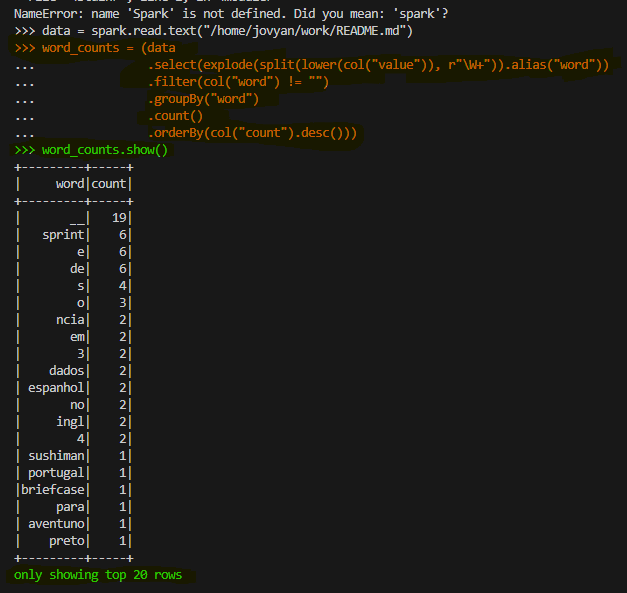 NameError: name 'Spark' is not defined. Did you mean: 'spark'?
>>> data = spark.read.text("/home/jovyan/work/README.md")
>>> word_counts = (data
...                .select(explode(split(lower(col("value")), r"\W+")).alias("word"))
...                .filter(col("word") != "")
...                .groupBy("word")
...                .count()
...                .orderBy(col("count").desc()))
>>> word_counts.show()
+---------+-----+
|     word|count|
+---------+-----+
|       __|   19|
|   sprint|    6|
|        e|    6|
|       de|    6|
|        s|    4|
|        o|    3|
|     ncia|    2|
|       em|    2|
|        3|    2|
|    dados|    2|
| espanhol|    2|
|       no|    2|
|     ingl|    2|
|        4|    2|
| sushiman|    1|
| portugal|    1|
|briefcase|    1|
|     para|    1|
| aventuno|    1|
|    preto|    1|
+---------+-----+
only showing top 20 rows